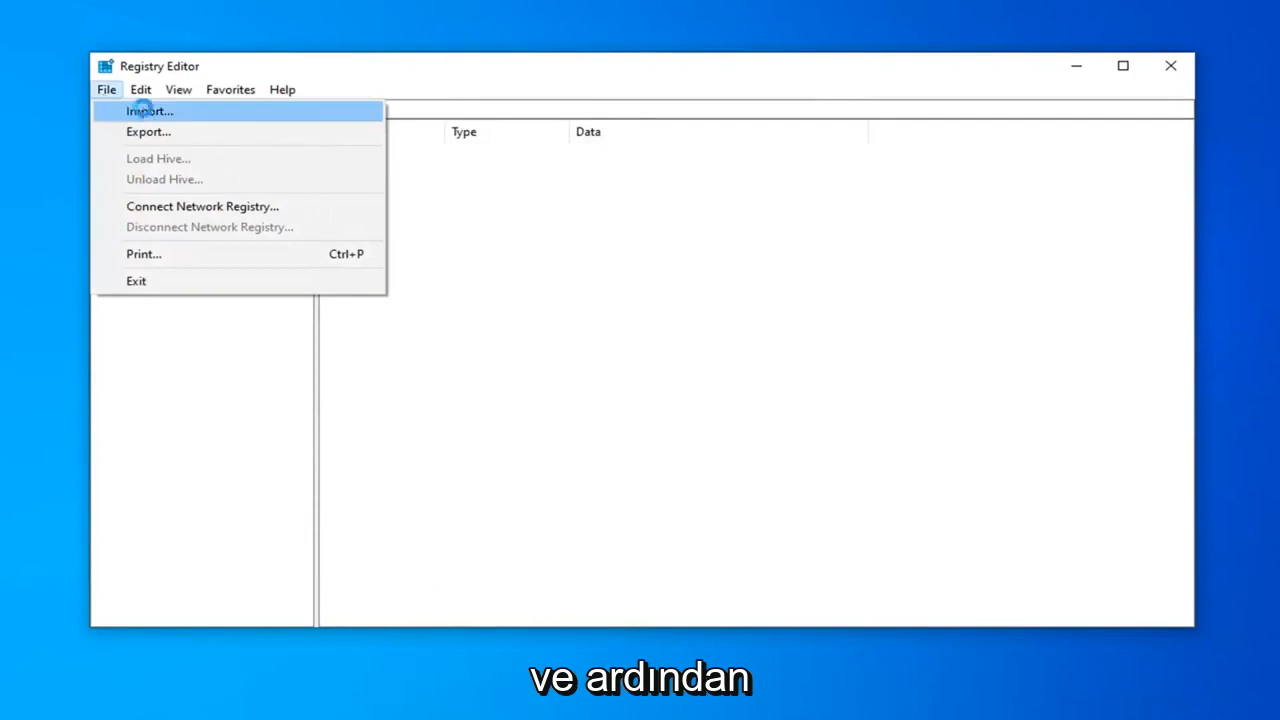 Registry Editor
File Edit View Favorites Help
Import...
Type Data
Export...
Load Hive...
Unload Hive...
Connect Network Registry...
Disconnect Network Registry...
Print... Ctrl+P
Exit
ve ardından